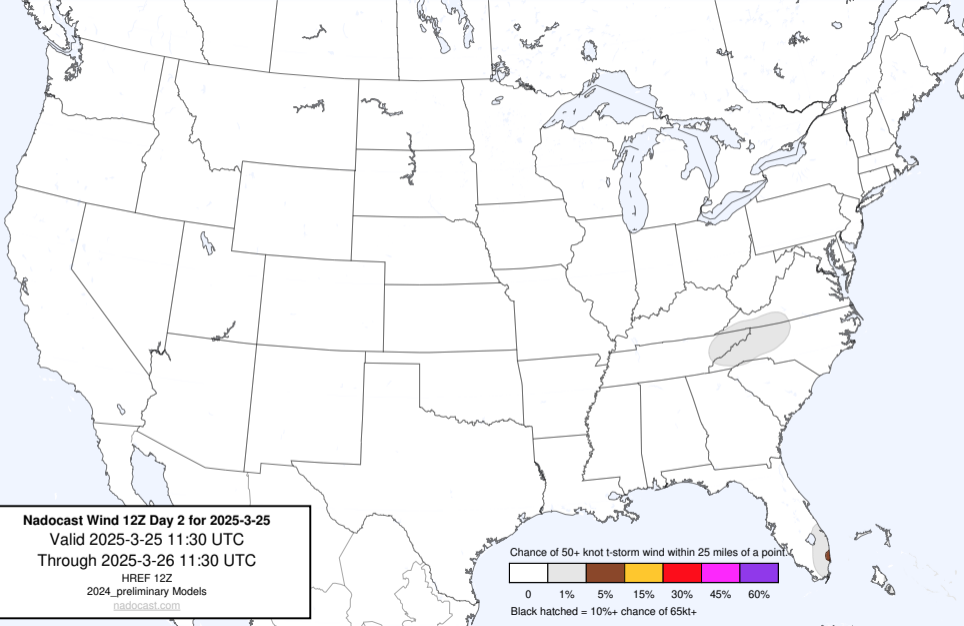 Nadocast Wind 12Z Day 2 for 2025-3-25
Valid 2025-3-25 11:30 UTC
Through 2025-3-26 11:30 UTC
HREF 12Z
2024_preliminary Models
nadocast.com
Chance of 50+ knot t-storm wind within 25 miles of a point.
0 1% 5% 15% 30% 45% 60%
Black hatched = 10%+ chance of 65kt+